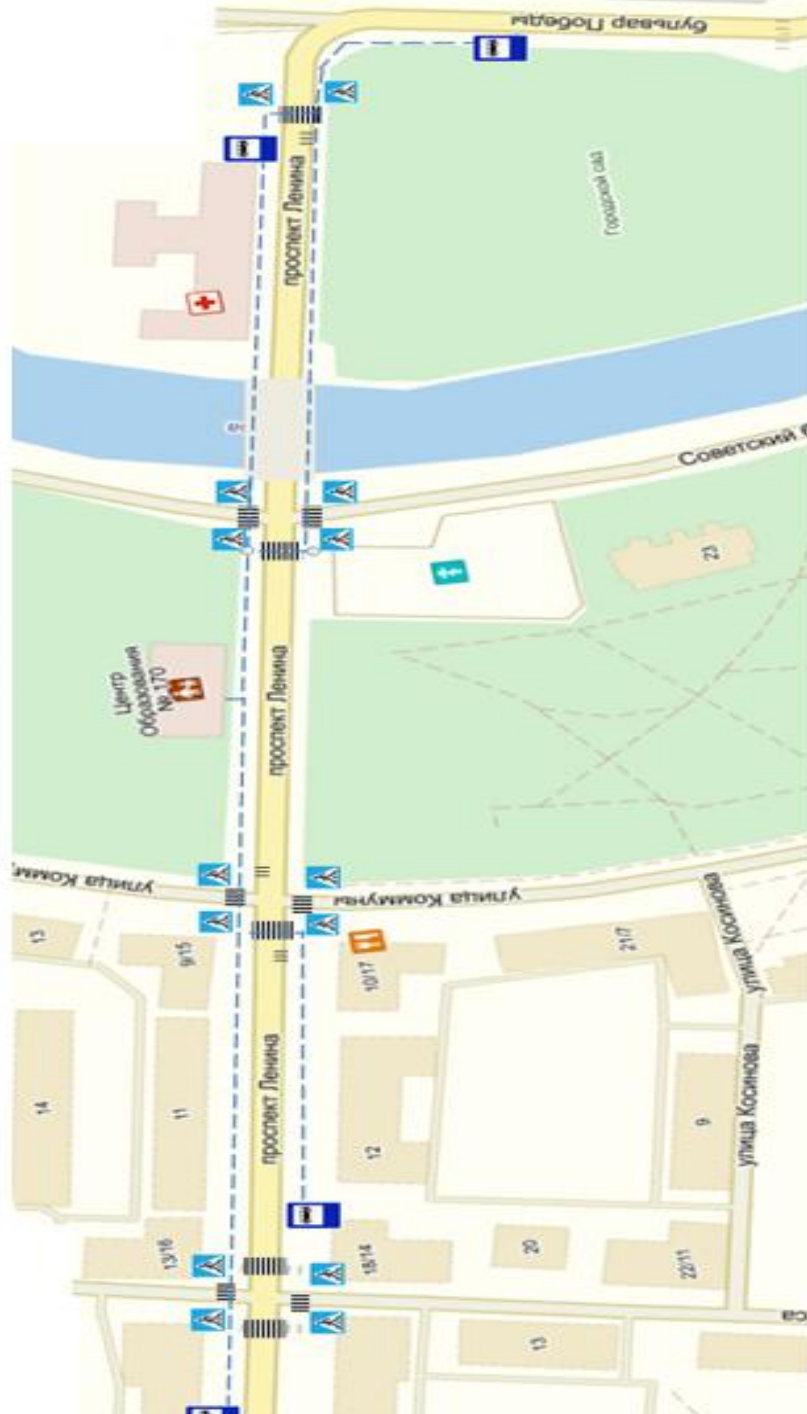 бульвар Победы
проспект Ленина
Городской сад
Советский
проспект Ленина
Центр
Образования
№ 170
23
улица Коммуны
13
9/15
10/17
21/7
улица Косинова
14
11
проспект Ленина
12
9
улица Косинова
13/16
18/14
20
22/11
13
са